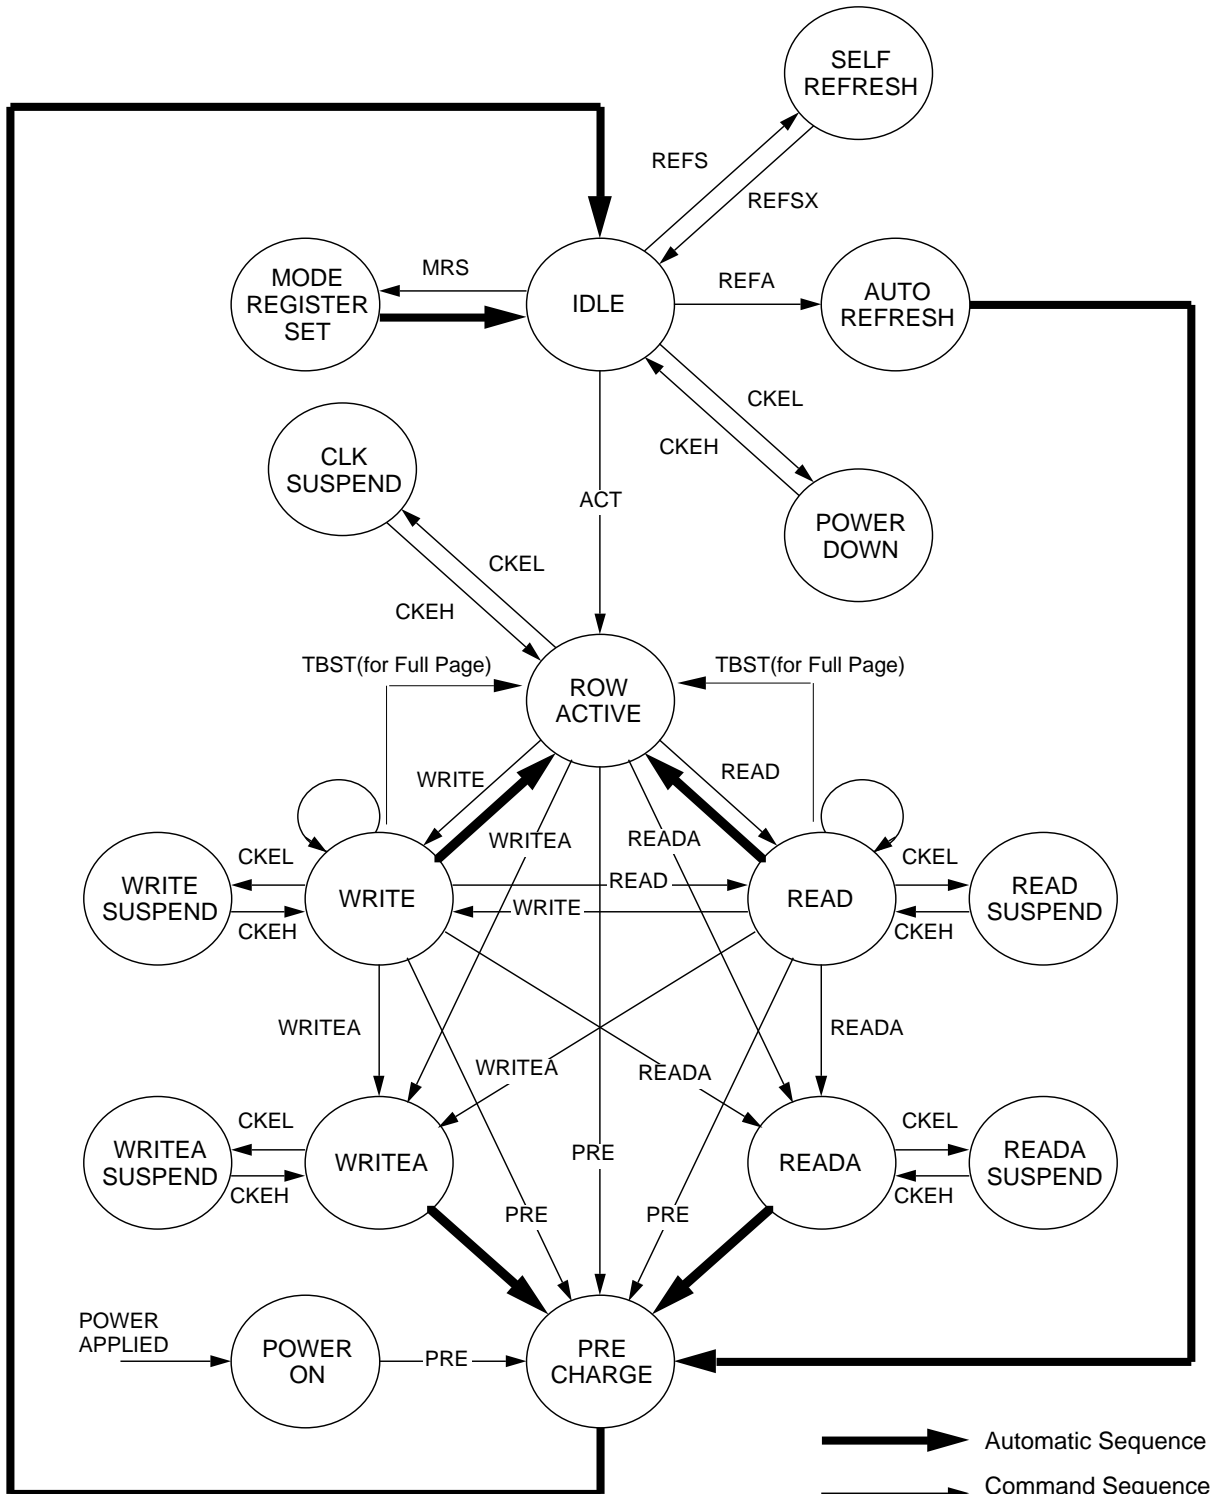 SELF
REFRESH
REFS
REFSX
MODE
REGISTER
SET
MRS
IDLE
REFA
AUTO
REFRESH
CKEL
CKEH
CLK
SUSPEND
ACT
POWER
DOWN
CKEL
CKEH
TBST(for Full Page)
TBST(for Full Page)
ROW
ACTIVE
WRITE
READ
WRITEA
READA
CKEL
CKEL
WRITE
SUSPEND
WRITE
READ
WRITE
READ
READ
SUSPEND
CKEH
CKEH
WRITEA
READA
WRITEA
READA
CKEL
CKEL
WRITEA
SUSPEND
WRITEA
PRE
READA
READA
SUSPEND
CKEH
CKEH
PRE
PRE
POWER
APPLIED
POWER
ON
PRE
PRE
CHARGE
Automatic Sequence
Command Sequence